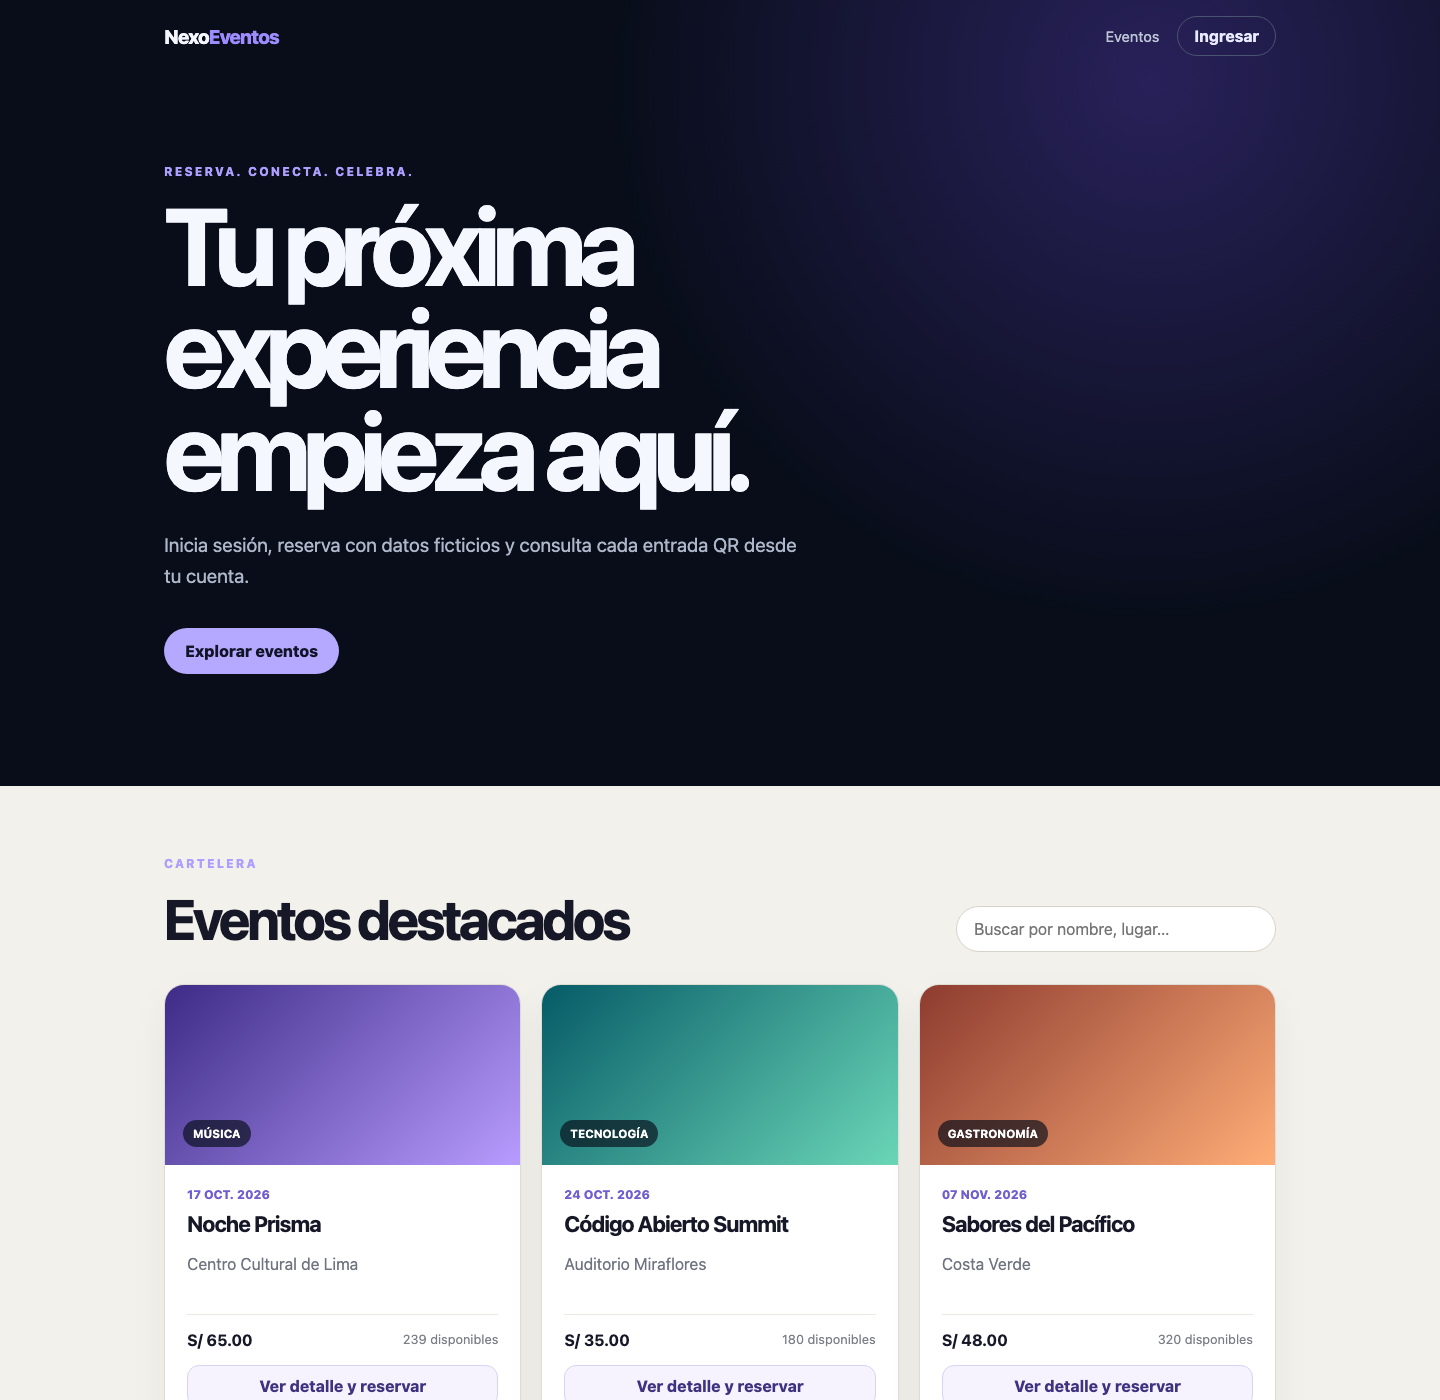 NexoEventos
Eventos
Ingresar
RESERVA. CONECTA. CELEBRA.
Tu próxima
experiencia
empieza aquí.
Inicia sesión, reserva con datos ficticios y consulta cada entrada QR desde
tu cuenta.
Explorar eventos
CARTELERA
Eventos destacados
Buscar por nombre, lugar...
MÚSICA
17 OCT. 2026
Noche Prisma
Centro Cultural de Lima
S/ 65.00
239 disponibles
Ver detalle y reservar
TECNOLOGÍA
24 OCT. 2026
Código Abierto Summit
Auditorio Miraflores
S/ 35.00
180 disponibles
Ver detalle y reservar
GASTRONOMÍA
07 NOV. 2026
Sabores del Pacífico
Costa Verde
S/ 48.00
320 disponibles
Ver detalle y reservar